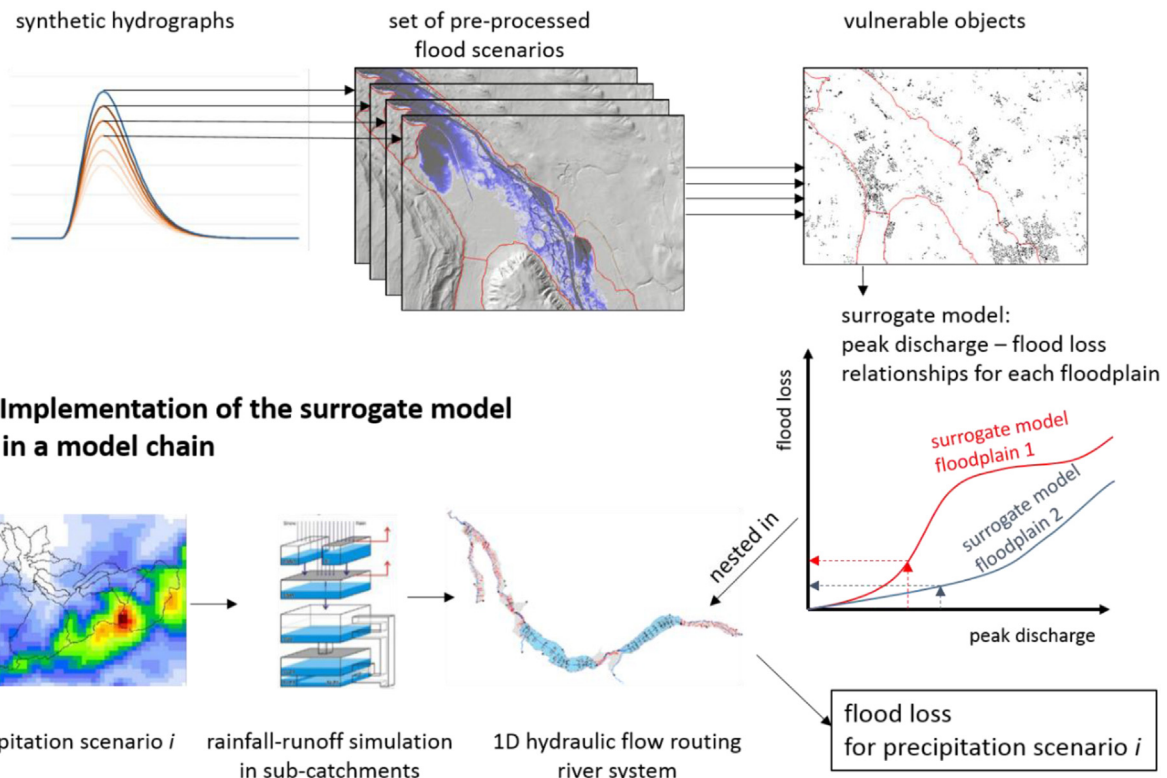 synthetic hydrographs
set of pre-processed
flood scenarios
vulnerable objects
surrogate model:
peak discharge – flood loss
relationships for each floodplain
flood loss
surrogate model
floodplain 1
surrogate model
floodplain 2
peak discharge
Implementation of the surrogate model
in a model chain
nested in
pitation scenario i
rainfall-runoff simulation
in sub-catchments
1D hydraulic flow routing
river system
flood loss
for precipitation scenario i